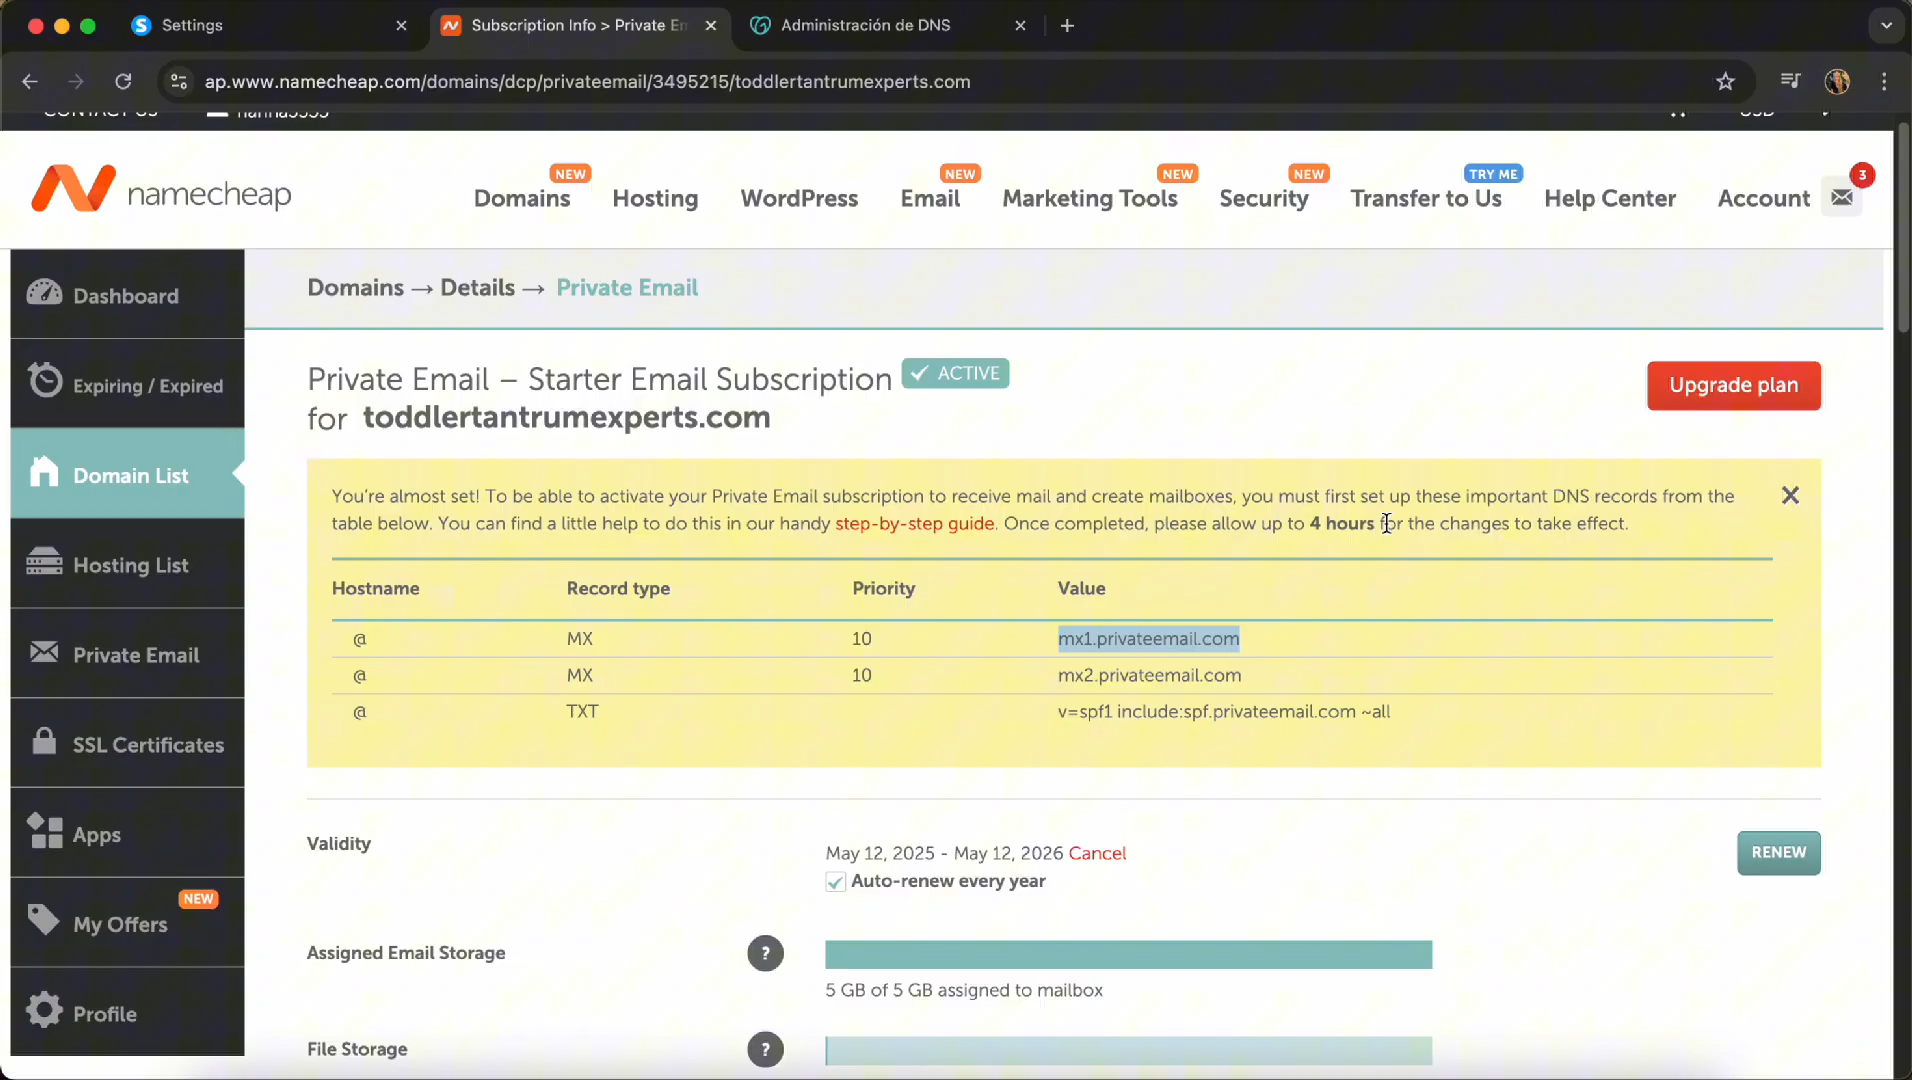 Settings
Subscription Info > Private Em
Administración de DNS
ap.www.namecheap.com/domains/dcp/privateemail/3495215/toddlertantrumexperts.com
CONTACT US
USD
namecheap
Domains NEW
Hosting
WordPress
Email NEW
Marketing Tools NEW
Security NEW
Transfer to Us TRY ME
Help Center
Account
3
Dashboard
Expiring / Expired
Domain List
Hosting List
Private Email
SSL Certificates
Apps
My Offers NEW
Profile
Domains → Details → Private Email
Private Email – Starter Email Subscription ACTIVE
for toddlertantrumexperts.com
Upgrade plan
You're almost set! To be able to activate your Private Email subscription to receive mail and create mailboxes, you must first set up these important DNS records from the
table below. You can find a little help to do this in our handy step-by-step guide. Once completed, please allow up to 4 hours for the changes to take effect.
Hostname Record type Priority Value
@ MX 10 mx1.privateemail.com
@ MX 10 mx2.privateemail.com
@ TXT v=spf1 include:spf.privateemail.com ~all
Validity
May 12, 2025 - May 12, 2026 Cancel
Auto-renew every year
RENEW
Assigned Email Storage ?
5 GB of 5 GB assigned to mailbox
File Storage ?